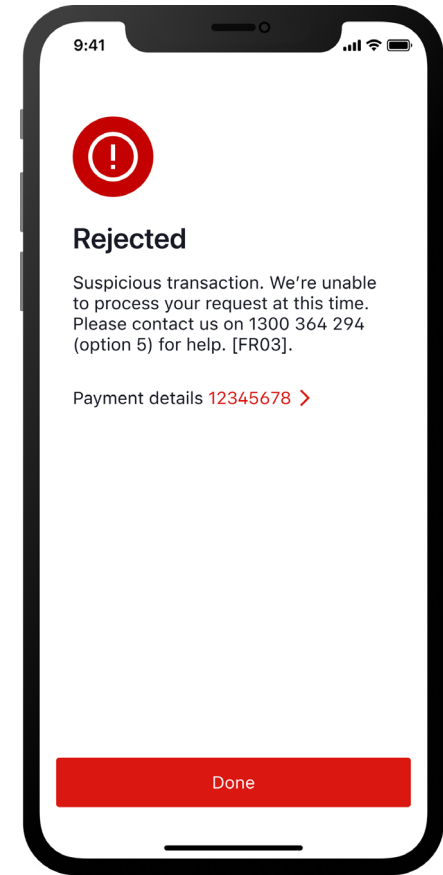 9:41
Rejected
Suspicious transaction. We're unable
to process your request at this time.
Please contact us on 1300 364 294
(option 5) for help. [FR03].
Payment details 12345678
Done